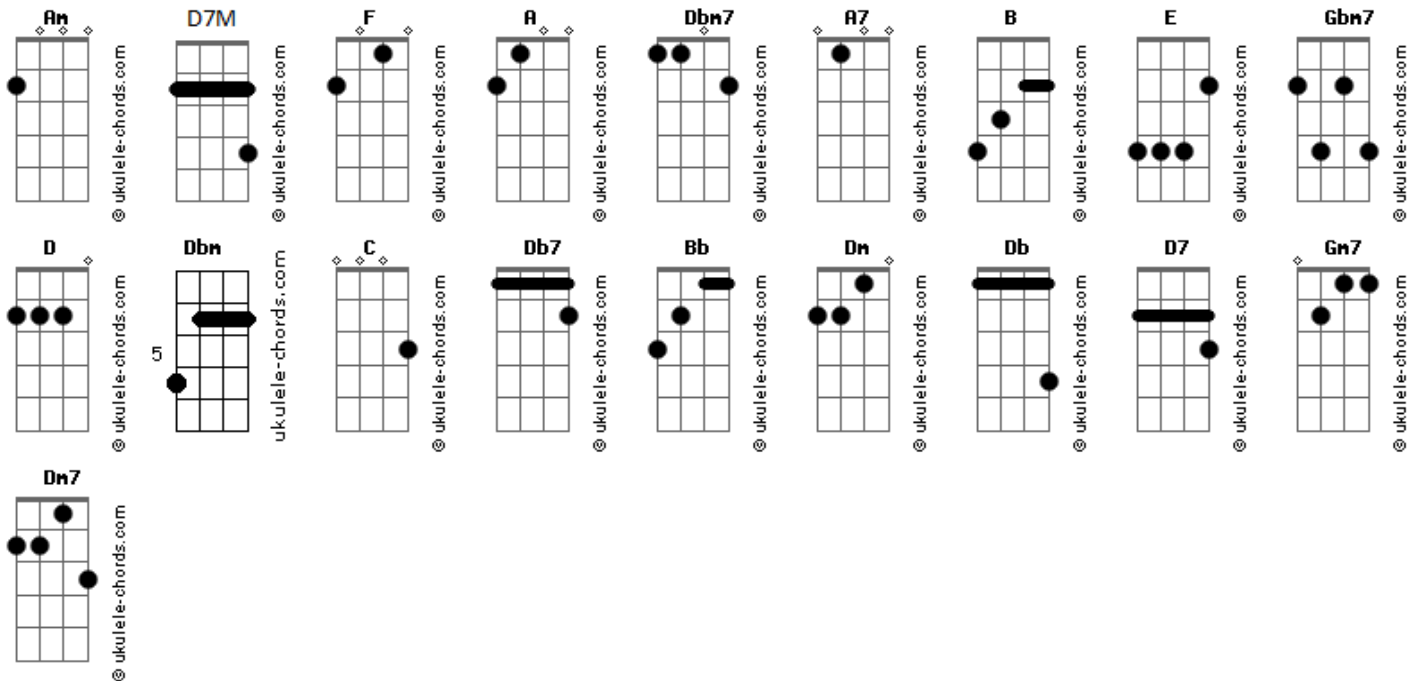 Am D7M F A Dbm7 A7 B E Gbm7
© ukulele-chords.com © ukulele-chords.com © ukulele-chords.com © ukulele-chords.com © ukulele-chords.com © ukulele-chords.com © ukulele-chords.com © ukulele-chords.com © ukulele-chords.com
D Dbm C Db7 Bb Dm Db D7 Gm7
5
© ukulele-chords.com ukulele-chords.com © ukulele-chords.com © ukulele-chords.com © ukulele-chords.com © ukulele-chords.com © ukulele-chords.com © ukulele-chords.com © ukulele-chords.com
Dm7
© ukulele-chords.com